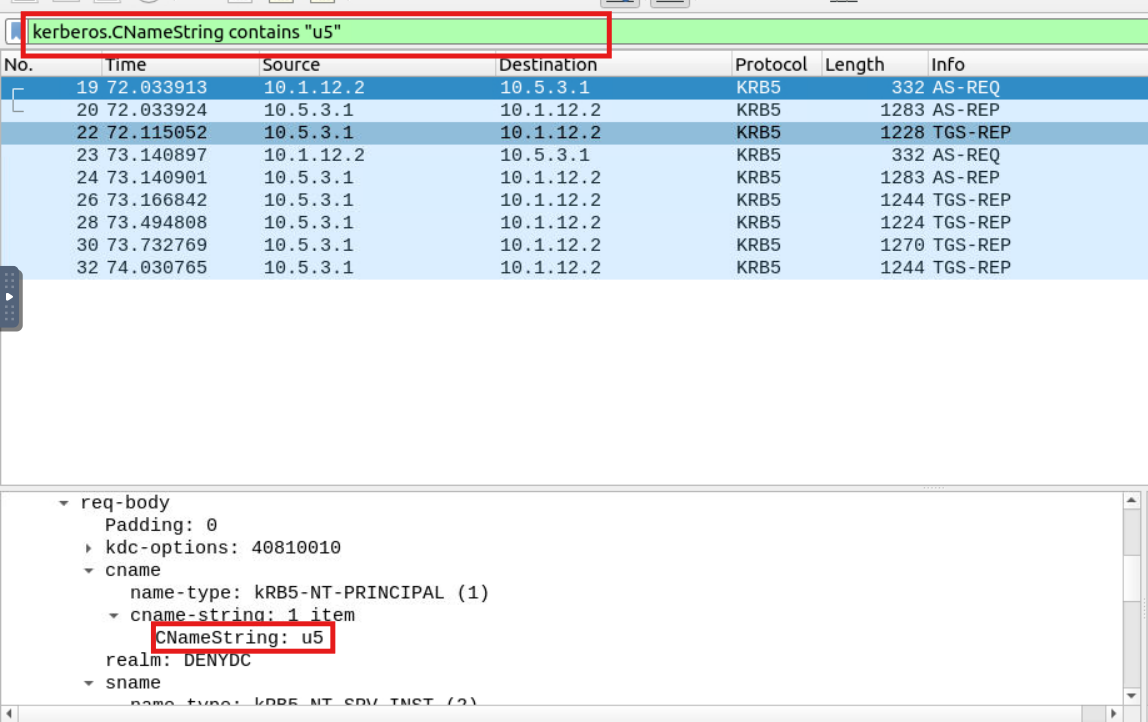 kerberos.CNameString contains "u5"
No. Time Source Destination Protocol Length Info
19 72.033913 10.1.12.2 10.5.3.1 KRB5 332 AS-REQ
20 72.033924 10.5.3.1 10.1.12.2 KRB5 1283 AS-REP
22 72.115052 10.5.3.1 10.1.12.2 KRB5 1228 TGS-REP
23 73.140897 10.1.12.2 10.5.3.1 KRB5 332 AS-REQ
24 73.140901 10.5.3.1 10.1.12.2 KRB5 1283 AS-REP
26 73.166842 10.5.3.1 10.1.12.2 KRB5 1244 TGS-REP
28 73.494808 10.5.3.1 10.1.12.2 KRB5 1224 TGS-REP
30 73.732769 10.5.3.1 10.1.12.2 KRB5 1270 TGS-REP
32 74.030765 10.5.3.1 10.1.12.2 KRB5 1244 TGS-REP
req-body
Padding: 0
kdc-options: 40810010
cname
name-type: kRB5-NT-PRINCIPAL (1)
cname-string: 1 item
CNameString: u5
realm: DENYDC
sname
name-type: kRB5-NT-SRV-INST (2)